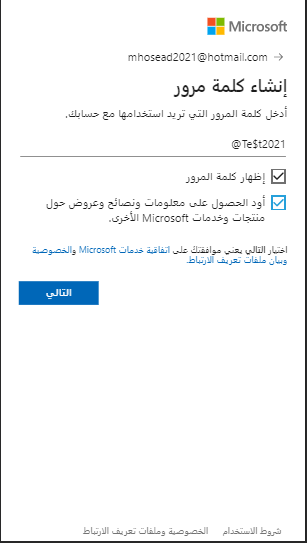 Microsoft
mhosead2021@hotmail.com
إنشاء كلمة مرور
أدخل كلمة المرور التي تريد استخدامها مع حسابك.
@Te$t2021
إظهار كلمة المرور
أود الحصول على معلومات ونصائح وعروض حول
منتجات وخدمات Microsoft الأخرى.
اختيار التالي يعني موافقتك على اتفاقية خدمات Microsoft والخصوصية
وبيان ملفات تعريف الارتباط.
التالي
شروط الاستخدام الخصوصية وملفات تعريف الارتباط